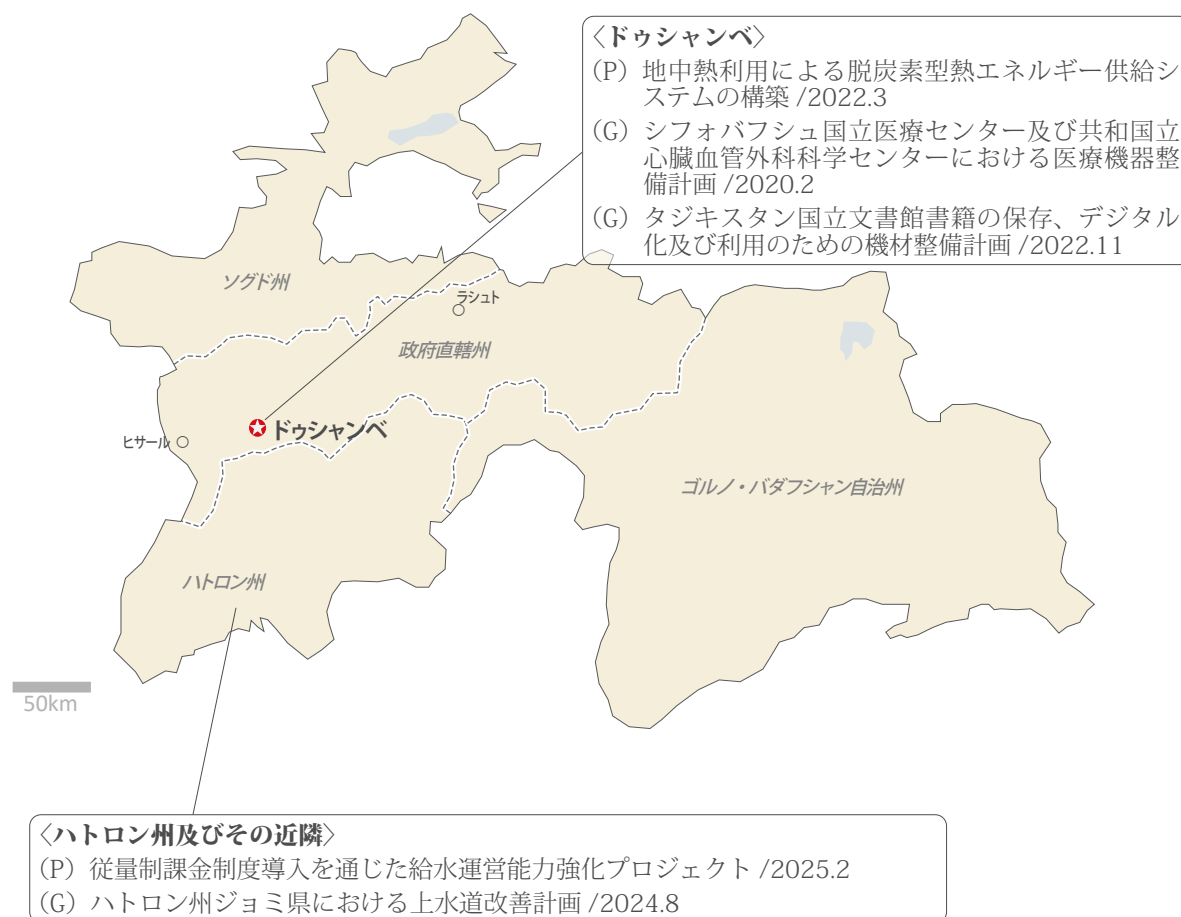 〈ドゥシャンベ〉
(P) 地中熱利用による脱炭素型熱エネルギー供給シ
ステムの構築 /2022.3
(G) シフォバフシュ国立医療センター及び共和国立
心臓血管外科科学センターにおける医療機器整
備計画 /2020.2
(G) タジキスタン国立文書館書籍の保存、デジタル
化及び利用のための機材整備計画 /2022.11
ソグド州
ラシュト
政府直轄州
ドゥシャンベ
ヒサール
ゴルノ・バダフシャン自治州
ハトロン州
50km
〈ハトロン州及びその近隣〉
(P) 従量制課金制度導入を通じた給水運営能力強化プロジェクト /2025.2
(G) ハトロン州ジョミ県における上水道改善計画 /2024.8